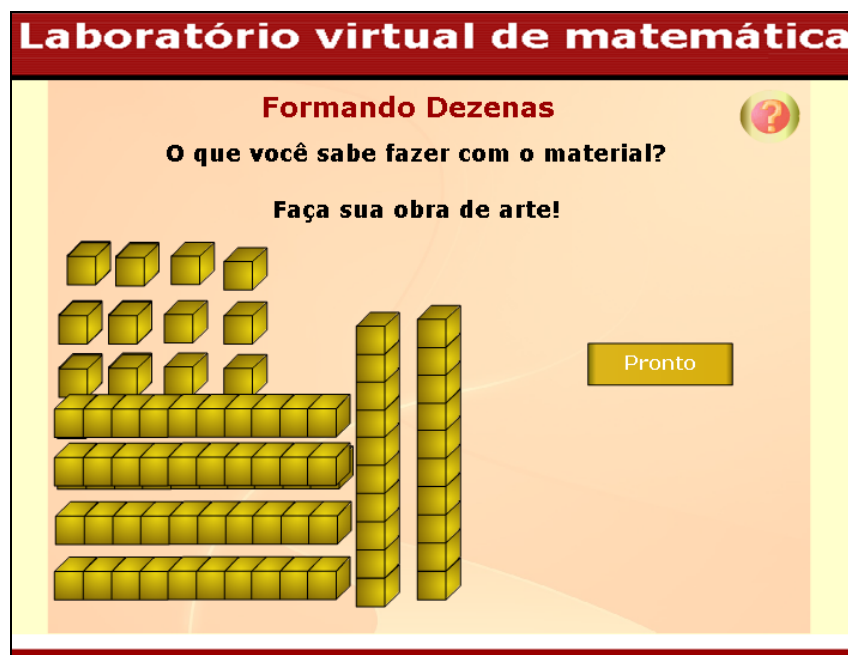 Laboratório virtual de matemática
Formando Dezenas
?
O que você sabe fazer com o material?
Faça sua obra de arte!
Pronto